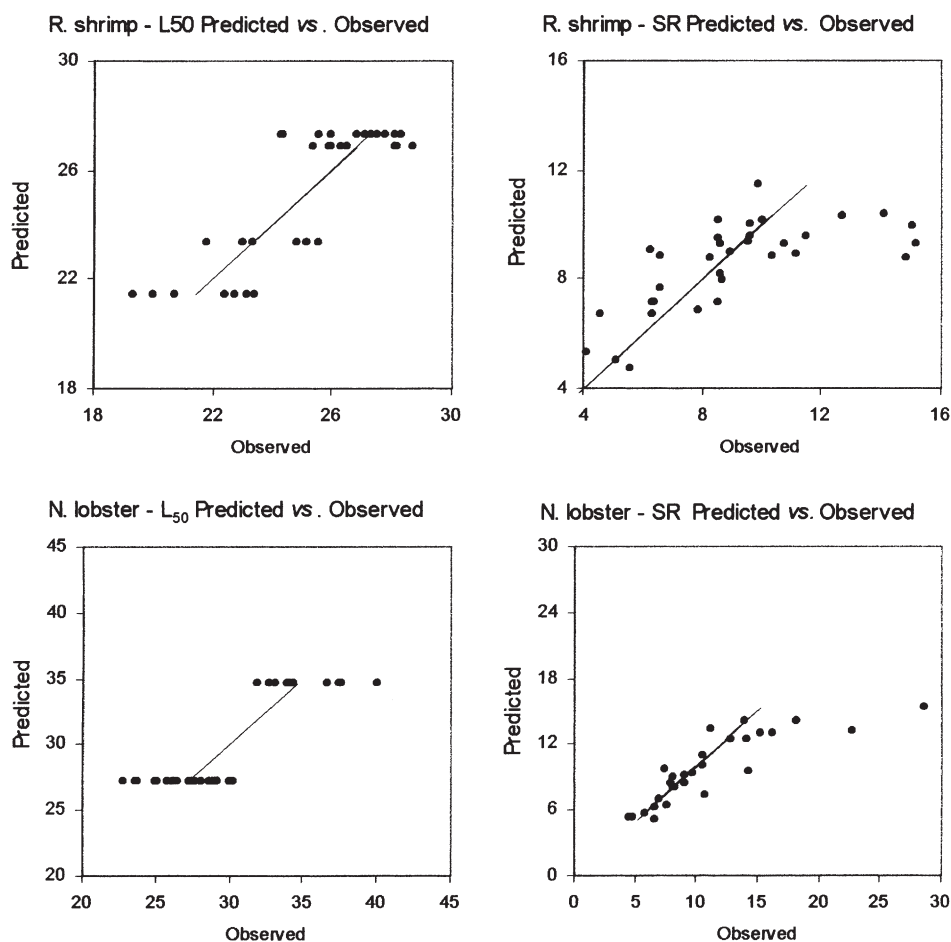 R. shrimp - L50 Predicted vs. Observed
30
26
22
18
Predicted
18 22 26 30
Observed
R. shrimp - SR Predicted vs. Observed
16
12
8
4
Predicted
4 8 12 16
Observed
N. lobster - L50 Predicted vs. Observed
45
40
35
30
25
20
Predicted
20 25 30 35 40 45
Observed
N. lobster - SR Predicted vs. Observed
30
24
18
12
6
0
Predicted
0 5 10 15 20 25 30
Observed